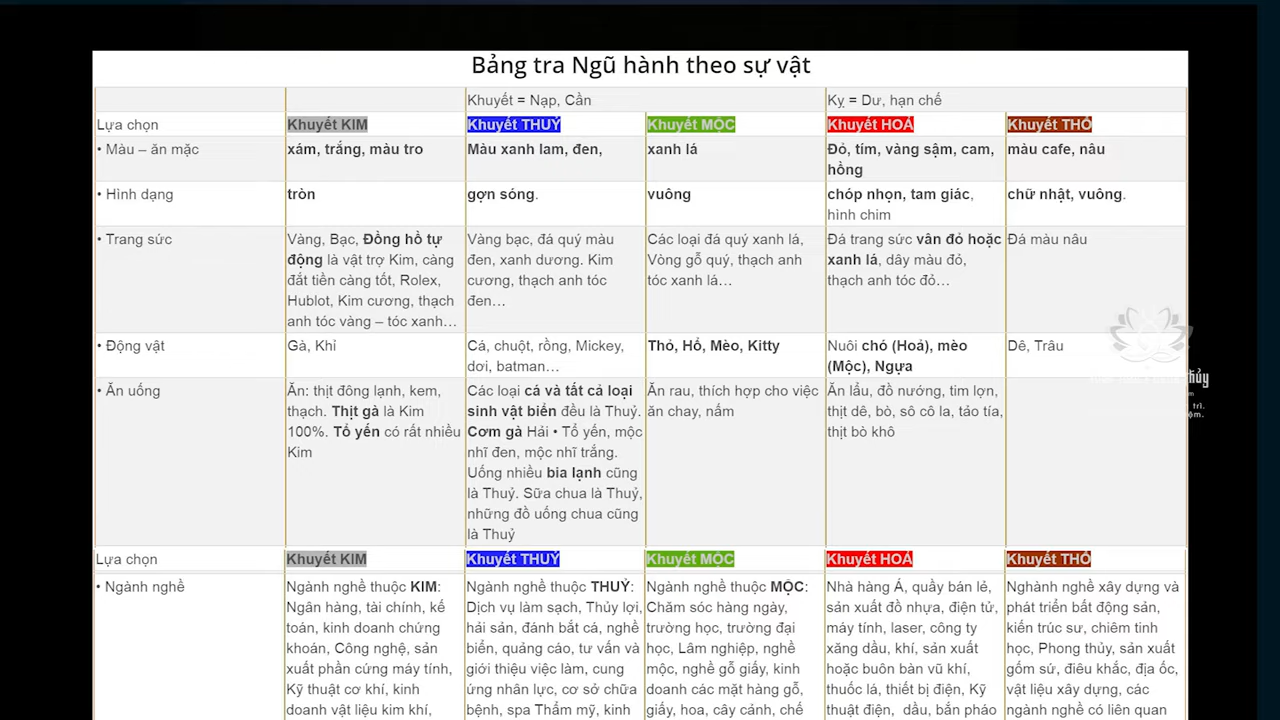 Bảng tra Ngũ hành theo sự vật
Khuyết = Nạp, Cần
Kỵ = Dư, hạn chế
Lựa chọn
Khuyết KIM
Khuyết THUỶ
Khuyết MỘC
Khuyết HOẢ
Khuyết THỔ
• Màu – ăn mặc
xám, trắng, màu tro
Màu xanh lam, đen,
xanh lá
Đỏ, tím, vàng sậm, cam,
hồng
màu cafe, nâu
• Hình dạng
tròn
gợn sóng.
vuông
chóp nhọn, tam giác,
hình chim
chữ nhật, vuông.
• Trang sức
Vàng, Bạc, Đồng hồ tự
động là vật trợ Kim, càng
đắt tiền càng tốt, Rolex,
Hublot, Kim cương, thạch
anh tóc vàng – tóc xanh…
Vàng bạc, đá quý màu
đen, xanh dương. Kim
cương, thạch anh tóc
đen…
Các loại đá quý xanh lá,
Vòng gỗ quý, thạch anh
tóc xanh lá…
Đá trang sức vân đỏ hoặc
xanh lá, dây màu đỏ,
thạch anh tóc đỏ…
Đá màu nâu
• Động vật
Gà, Khỉ
Cá, chuột, rồng, Mickey,
dơi, batman…
Thỏ, Hổ, Mèo, Kitty
Nuôi chó (Hoả), mèo
(Mộc), Ngựa
Dê, Trâu
• Ăn uống
Ăn: thịt đông lạnh, kem,
thạch. Thịt gà là Kim
100%. Tổ yến có rất nhiều
Kim
Các loại cá và tất cả loại
sinh vật biển đều là Thuỷ.
Cơm gà Hải • Tổ yến, mộc
nhĩ đen, mộc nhĩ trắng.
Uống nhiều bia lạnh cũng
là Thuỷ. Sữa chua là Thuỷ,
những đồ uống chua cũng
là Thuỷ
Ăn rau, thích hợp cho việc
ăn chay, nấm
Ăn lẩu, đồ nướng, tim lợn,
thịt dê, bò, sô cô la, táo tía,
thịt bò khô
Lựa chọn
Khuyết KIM
Khuyết THUỶ
Khuyết MỘC
Khuyết HOẢ
Khuyết THỔ
• Ngành nghề
Ngành nghề thuộc KIM:
Ngân hàng, tài chính, kế
toán, kinh doanh chứng
khoán, Công nghệ, sản
xuất phần cứng máy tính,
Kỹ thuật cơ khí, kinh
doanh vật liệu kim khí,
Ngành nghề thuộc THUỶ:
Dịch vụ làm sạch, Thủy lợi,
hải sản, đánh bắt cá, nghề
biển, quảng cáo, tư vấn và
giới thiệu việc làm, cung
ứng nhân lực, cơ sở chữa
bệnh, spa Thẩm mỹ, kinh
Ngành nghề thuộc MỘC:
Chăm sóc hàng ngày,
trường học, trường đại
học, Lâm nghiệp, nghề
mộc, nghề gỗ giấy, kinh
doanh các mặt hàng gỗ,
giấy, hoa, cây cảnh, chế
Nhà hàng Á, quầy bán lẻ,
sản xuất đồ nhựa, điện tử,
máy tính, laser, công ty
xăng dầu, khí, sản xuất
hoặc buôn bàn vũ khí,
thuốc lá, thiết bị điện, Kỹ
thuật điện, dầu, bắn pháo
Nghành nghề xây dựng và
phát triển bất động sản,
kiến trúc sư, chiêm tinh
học, Phong thủy, sản xuất
gốm sứ, điêu khắc, địa ốc,
vật liệu xây dựng, các
ngành nghề có liên quan